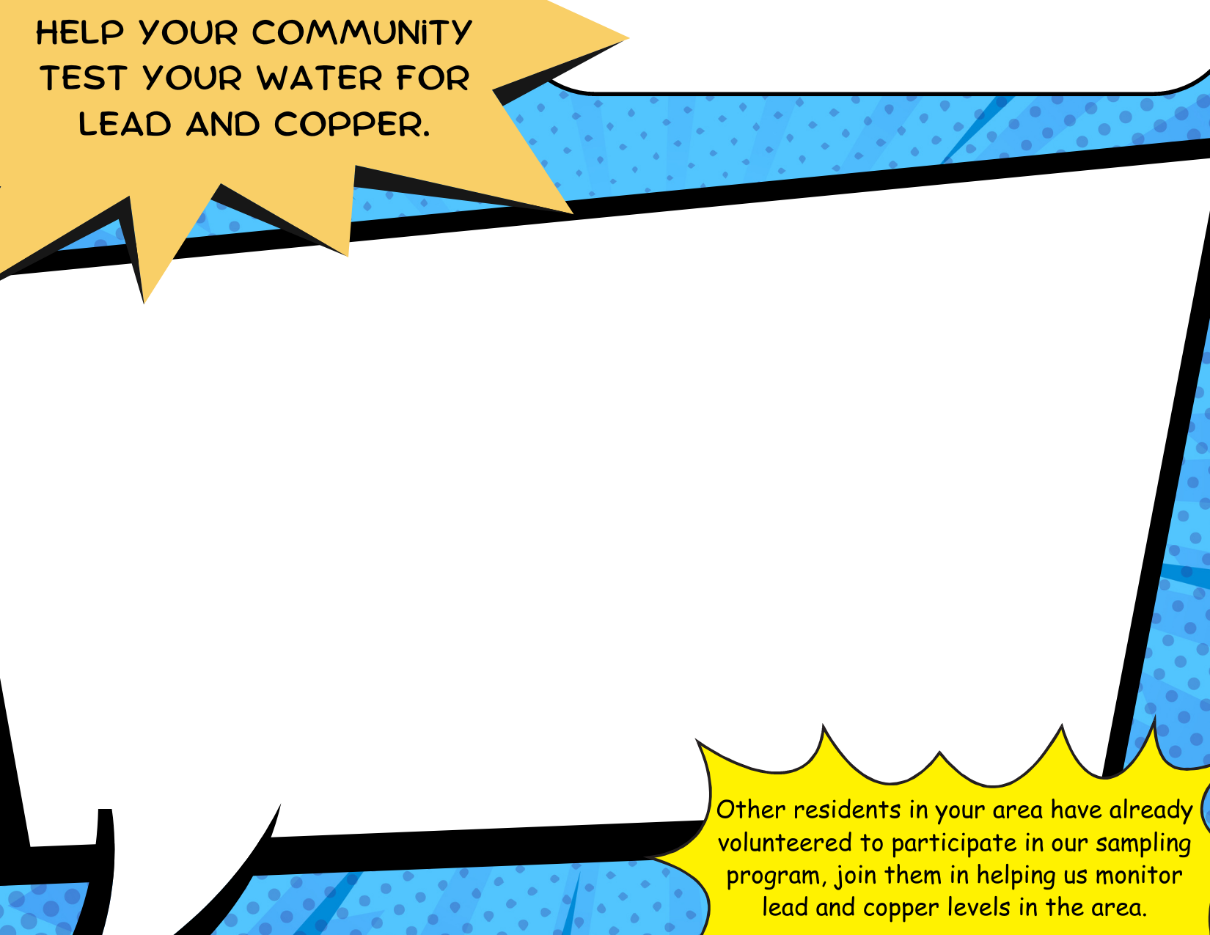 HELP YOUR COMMUNITY
TEST YOUR WATER FOR
LEAD AND COPPER.
Other residents in your area have already
volunteered to participate in our sampling
program, join them in helping us monitor
lead and copper levels in the area.